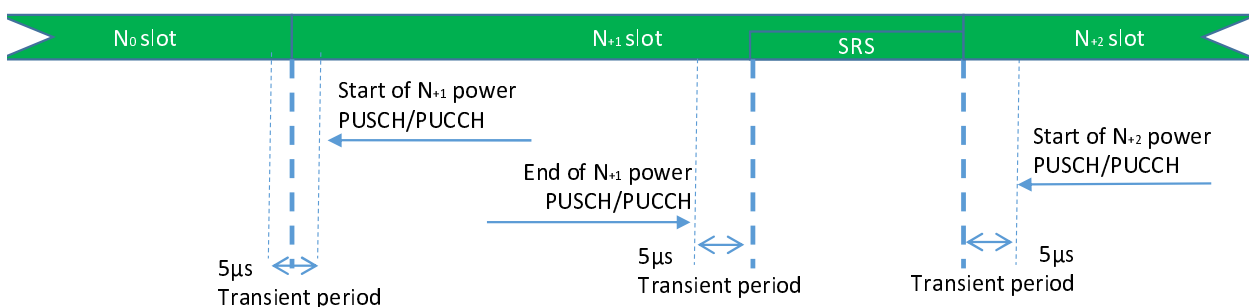 N₀ slot
N₊₁ slot
SRS
N₊₂ slot
Start of N₊₁ power
PUSCH/PUCCH
End of N₊₁ power
PUSCH/PUCCH
Start of N₊₂ power
PUSCH/PUCCH
5µs
Transient period
5µs
Transient period
5µs
Transient period